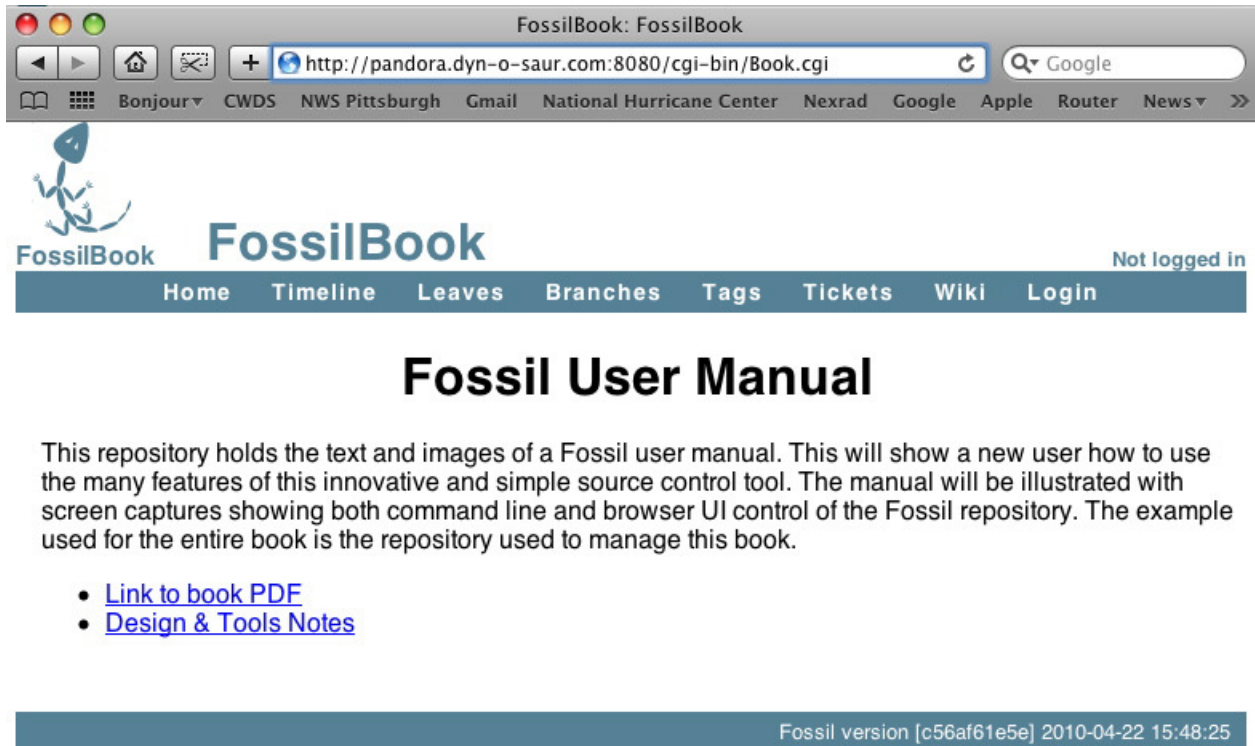 FossilBook: FossilBook
http://pandora.dyn-o-saur.com:8080/cgi-bin/Book.cgi Google
Bonjour CWDS NWS Pittsburgh Gmail National Hurricane Center Nexrad Google Apple Router News
FossilBook FossilBook Not logged in
Home Timeline Leaves Branches Tags Tickets Wiki Login
Fossil User Manual
This repository holds the text and images of a Fossil user manual. This will show a new user how to use
the many features of this innovative and simple source control tool. The manual will be illustrated with
screen captures showing both command line and browser UI control of the Fossil repository. The example
used for the entire book is the repository used to manage this book.
• Link to book PDF
• Design & Tools Notes
Fossil version [c56af61e5e] 2010-04-22 15:48:25